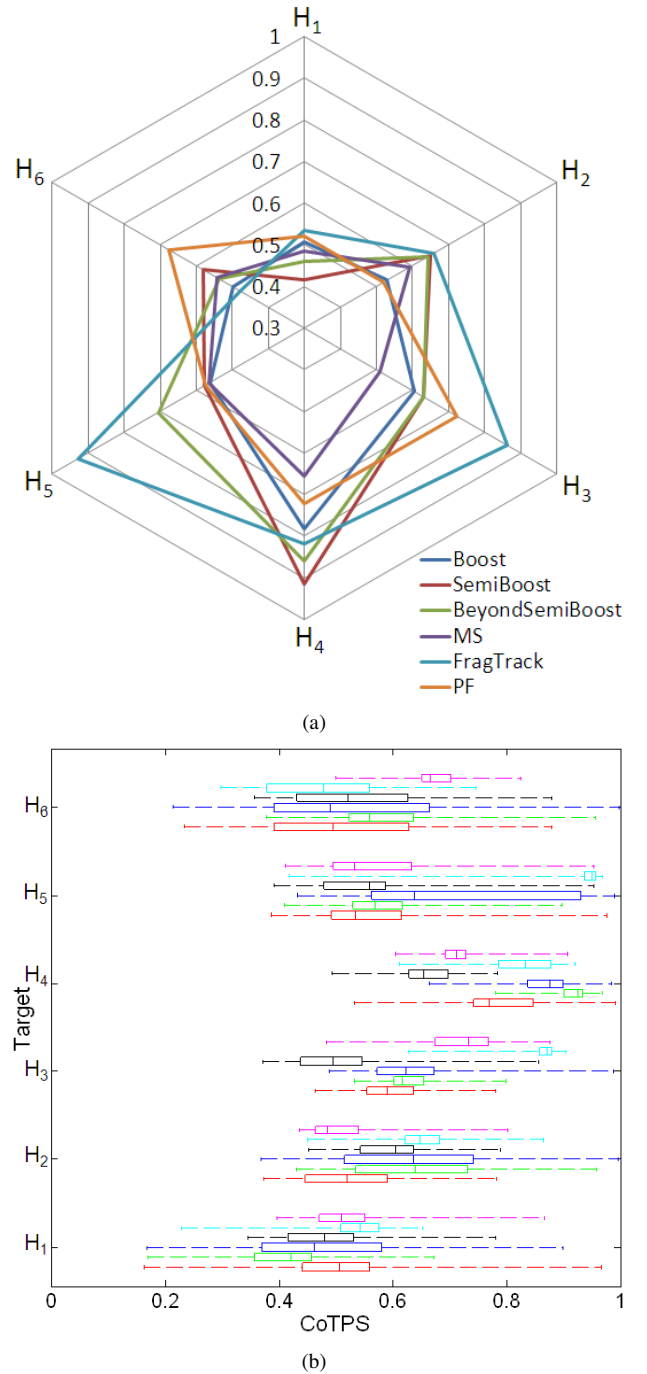 H1
1
0.9
H6
0.8
H2
0.7
0.6
0.5
0.4
0.3
H5
H3
H4
Boost
SemiBoost
BeyondSemiBoost
MS
FragTrack
PF
(a)
H6
H5
H4
Target
H3
H2
H1
0 0.2 0.4 0.6 0.8 1
CoTPS
(b)